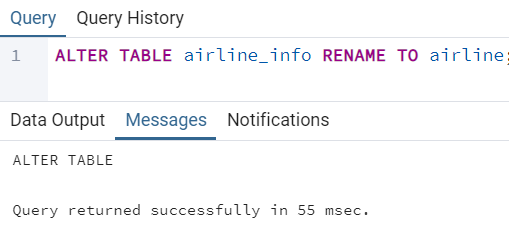 Query Query History
1 ALTER TABLE airline_info RENAME TO airline;
Data Output Messages Notifications
ALTER TABLE
Query returned successfully in 55 msec.